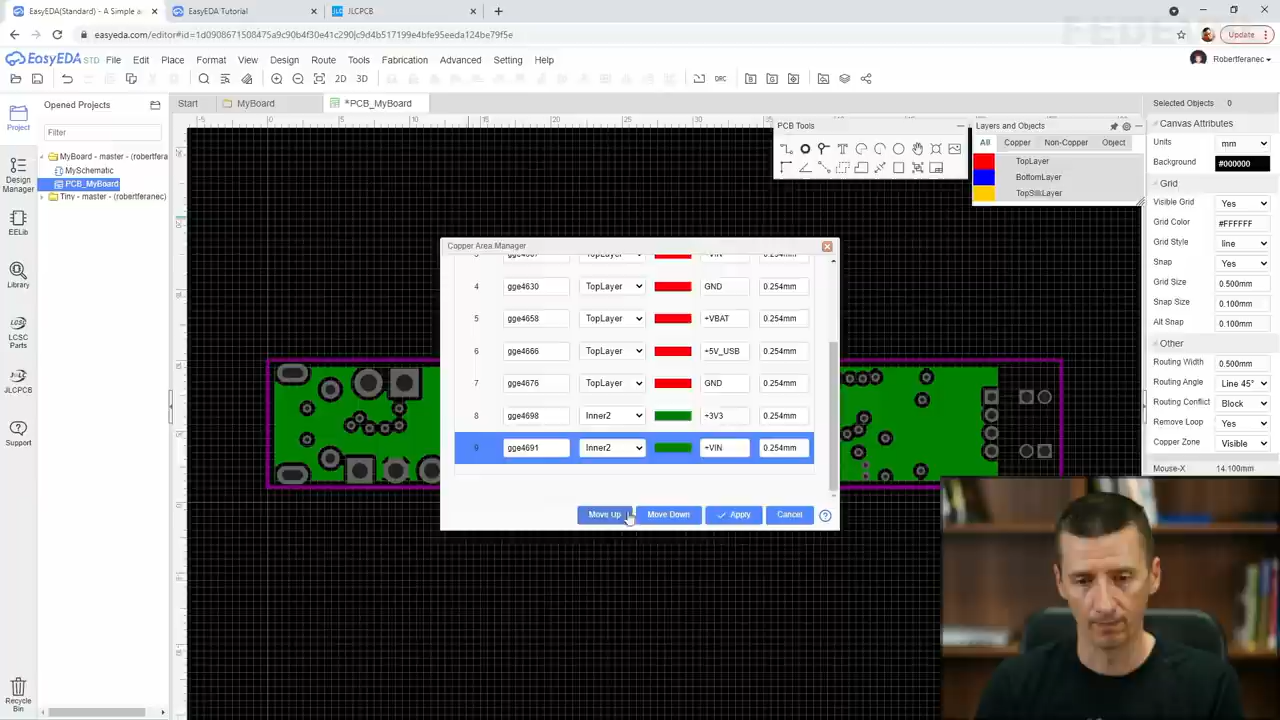 EasyEDA(Standard) - A Simple a
EasyEDA Tutorial
JLCPCB
easyeda.com/editor#id=1d0908671508475a9c90b4f30e41c290|c9d4b517199e4bfe95eeda124be79f5e
Update
EasyEDA STD
File Edit Place Format View Design Route Tools Fabrication Advanced Setting Help
Robertferanec
2D 3D
DRC
Project
Design Manager
EELib
Library
LCSC Parts
JLCPCB
Support
Recycle Bin
Opened Projects
Filter
MyBoard - master - (robertfera
MySchematic
PCB_MyBoard
Tiny - master - (robertferanec)
Start
MyBoard
*PCB_MyBoard
PCB Tools
Layers and Objects
All Copper Non-Copper Object
TopLayer
BottomLayer
TopSilkLayer
Copper Area Manager
4 gge4630 TopLayer GND 0.254mm
5 gge4658 TopLayer +VBAT 0.254mm
6 gge4666 TopLayer +5V_USB 0.254mm
7 gge4676 TopLayer GND 0.254mm
8 gge4698 Inner2 +3V3 0.254mm
9 gge4691 Inner2 +VIN 0.254mm
Move Up Move Down Apply Cancel
Selected Objects 0
Canvas Attributes
Units mm
Background #000000
Grid
Visible Grid Yes
Grid Color #FFFFFF
Grid Style line
Snap Yes
Grid Size 0.500mm
Snap Size 0.100mm
Alt Snap 0.100mm
Other
Routing Width 0.500mm
Routing Angle Line 45°
Routing Conflict Block
Remove Loop Yes
Copper Zone Visible
Mouse-X 14.100mm